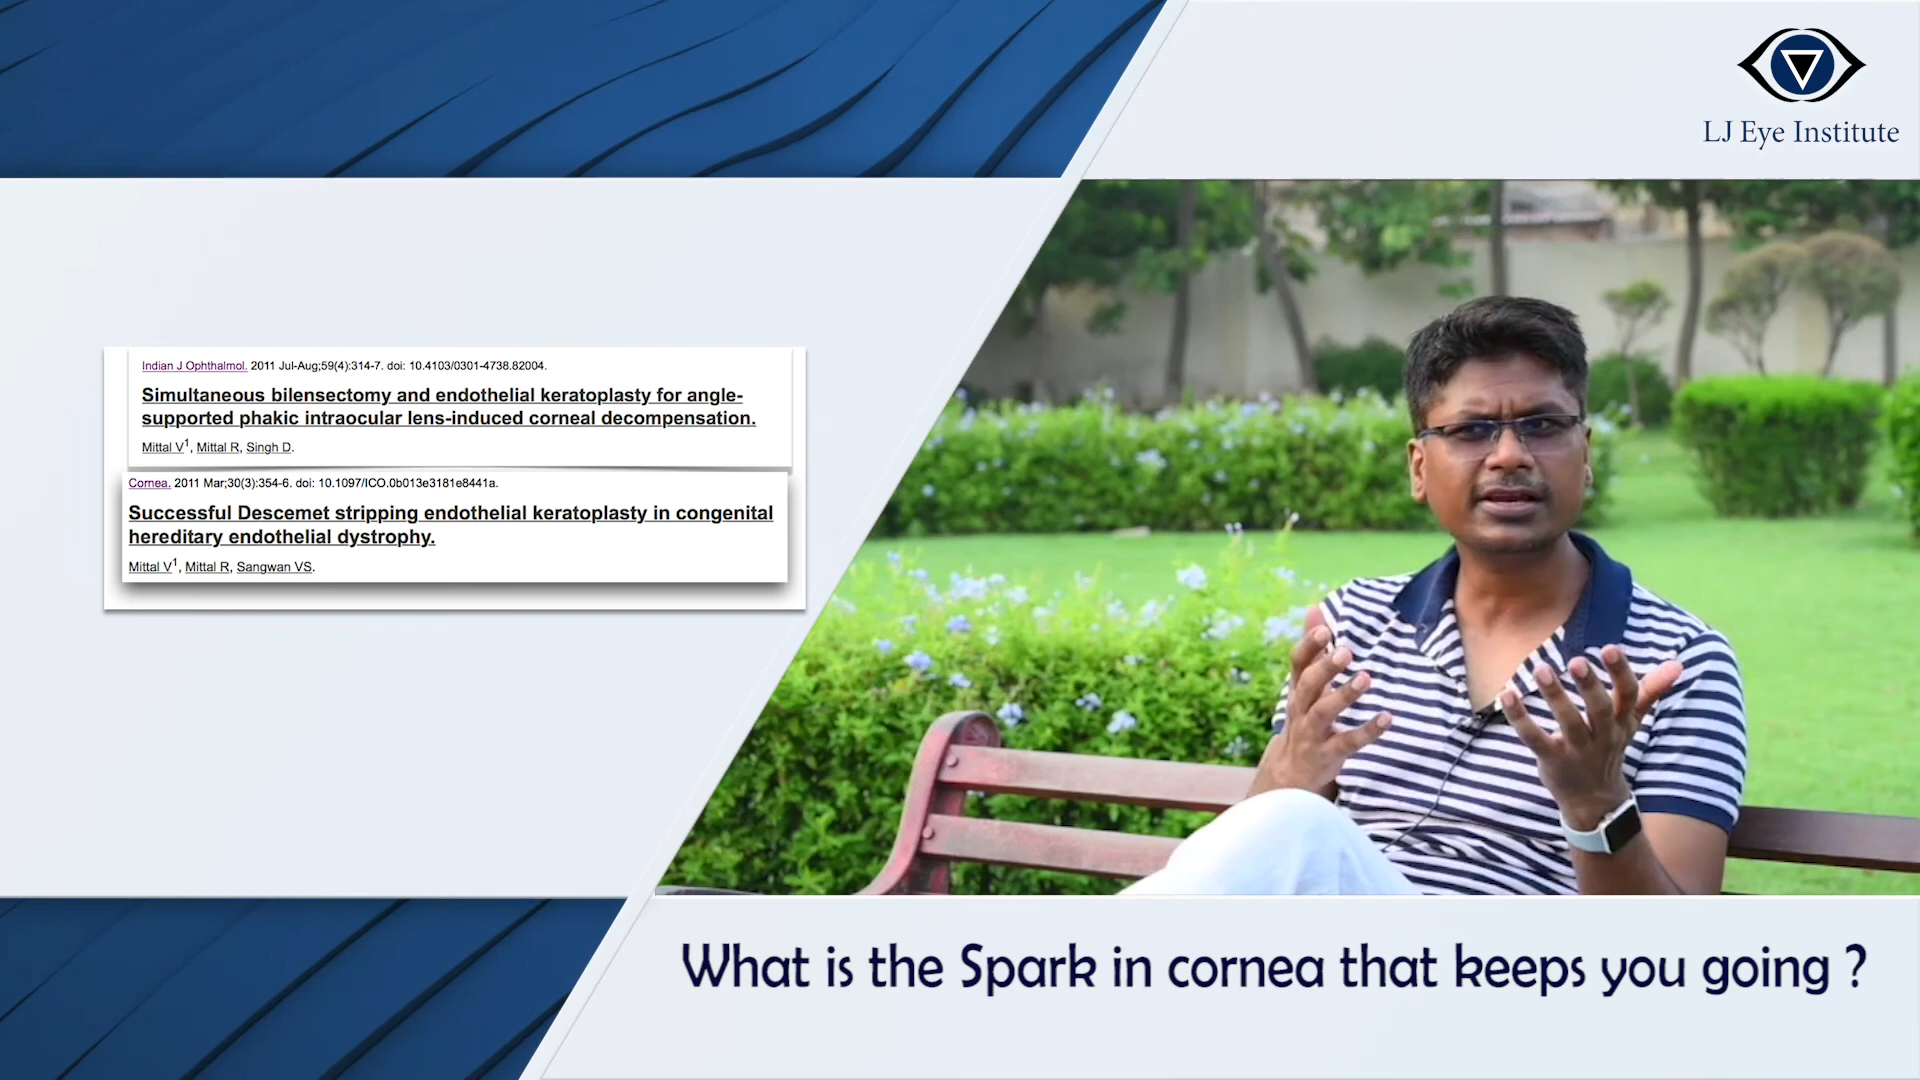 LJ Eye Institute
Indian J Ophthalmol. 2011 Jul-Aug;59(4):314-7. doi: 10.4103/0301-4738.82004.
Simultaneous bilensectomy and endothelial keratoplasty for angle-
supported phakic intraocular lens-induced corneal decompensation.
Mittal V1, Mittal R, Singh D.
Cornea. 2011 Mar;30(3):354-6. doi: 10.1097/ICO.0b013e3181e8441a.
Successful Descemet stripping endothelial keratoplasty in congenital
hereditary endothelial dystrophy.
Mittal V1, Mittal R, Sangwan VS.
What is the Spark in cornea that keeps you going ?